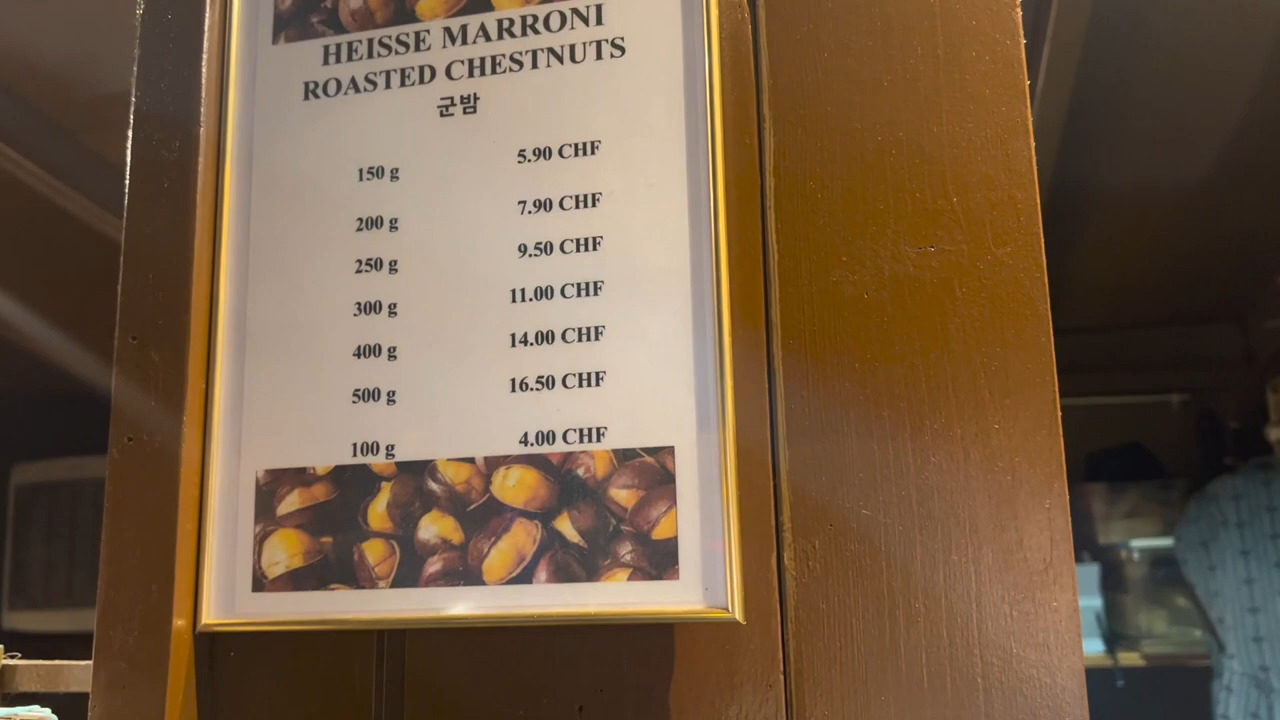 HEISSE MARRONI
ROASTED CHESTNUTS
군밤
150 g 5.90 CHF
200 g 7.90 CHF
250 g 9.50 CHF
300 g 11.00 CHF
400 g 14.00 CHF
500 g 16.50 CHF
100 g 4.00 CHF